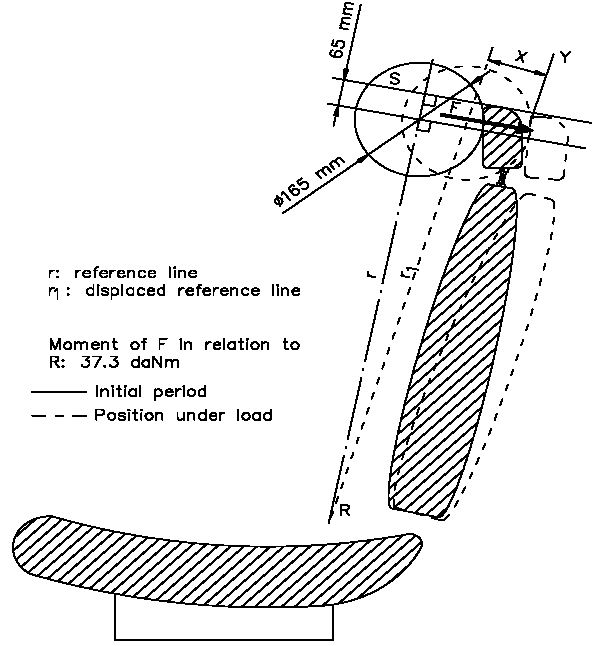 65 mm
X
Y
S
F
ø165 mm
r
r1
r: reference line
r1: displaced reference line
Moment of F in relation to
R: 37.3 daNm
Initial period
Position under load
R